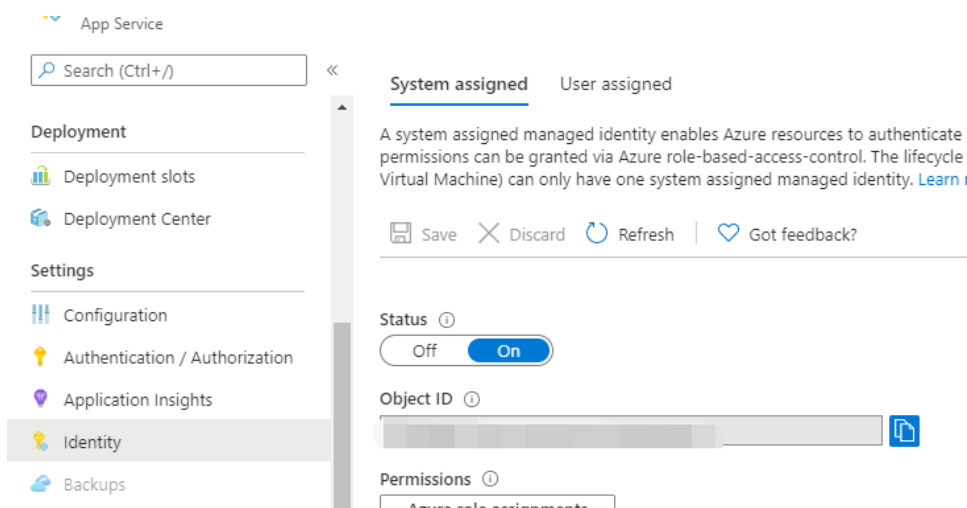 App Service
Search (Ctrl+/)
«
Deployment
Deployment slots
Deployment Center
Settings
Configuration
Authentication / Authorization
Application Insights
Identity
Backups
System assigned
User assigned
A system assigned managed identity enables Azure resources to authenticate
permissions can be granted via Azure role-based-access-control. The lifecycle
Virtual Machine) can only have one system assigned managed identity. Learn
Save
Discard
Refresh
Got feedback?
Status
Off
On
Object ID
Permissions
Azure role assignments